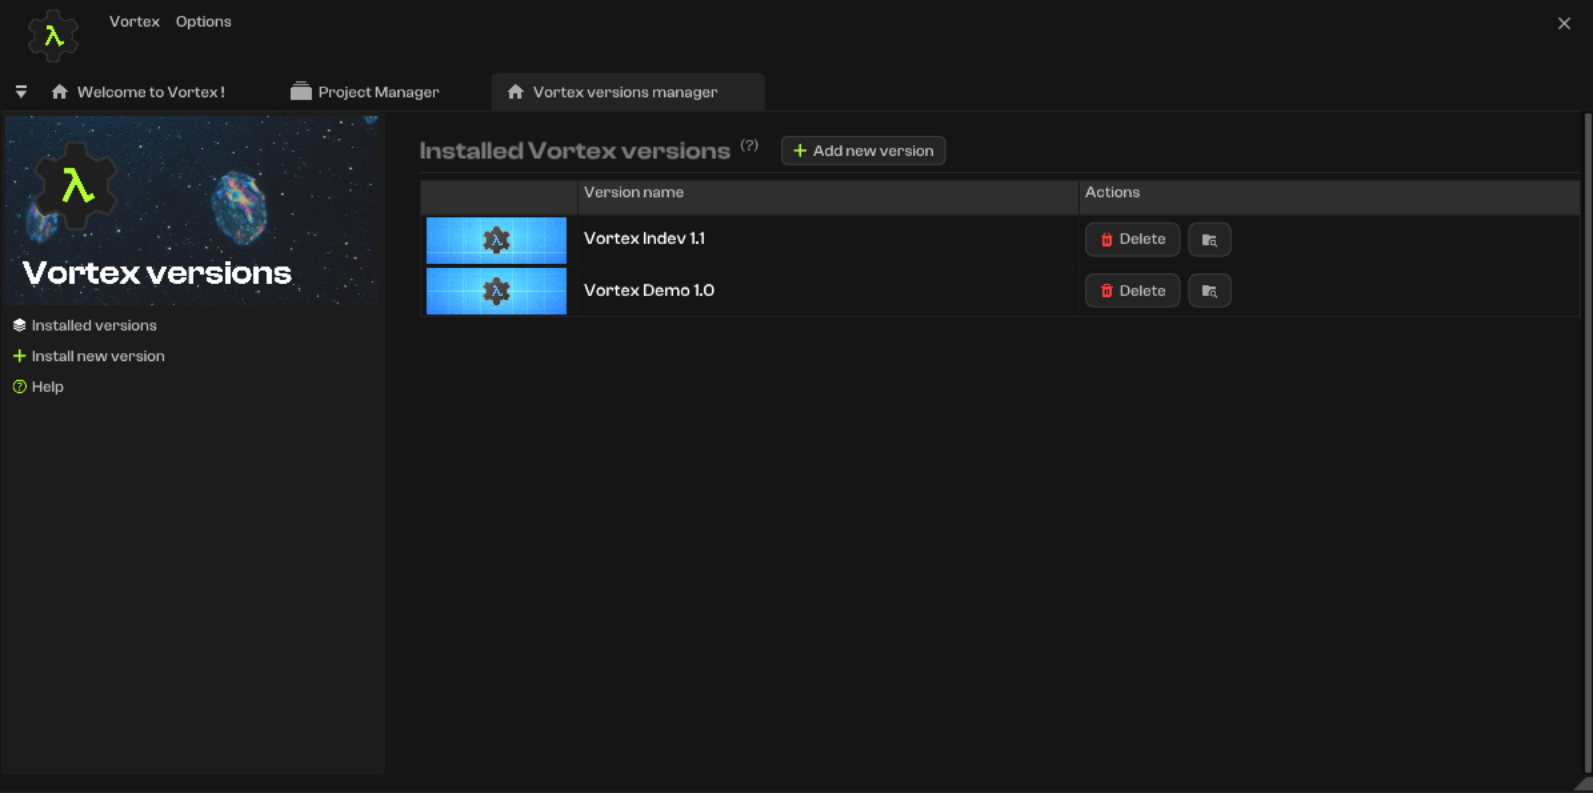 Vortex Options
Welcome to Vortex !
Project Manager
Vortex versions manager
Vortex versions
Installed versions
Install new version
Help
Installed Vortex versions (?)
Add new version
Version name
Actions
Vortex Indev 1.1
Delete
Vortex Demo 1.0
Delete